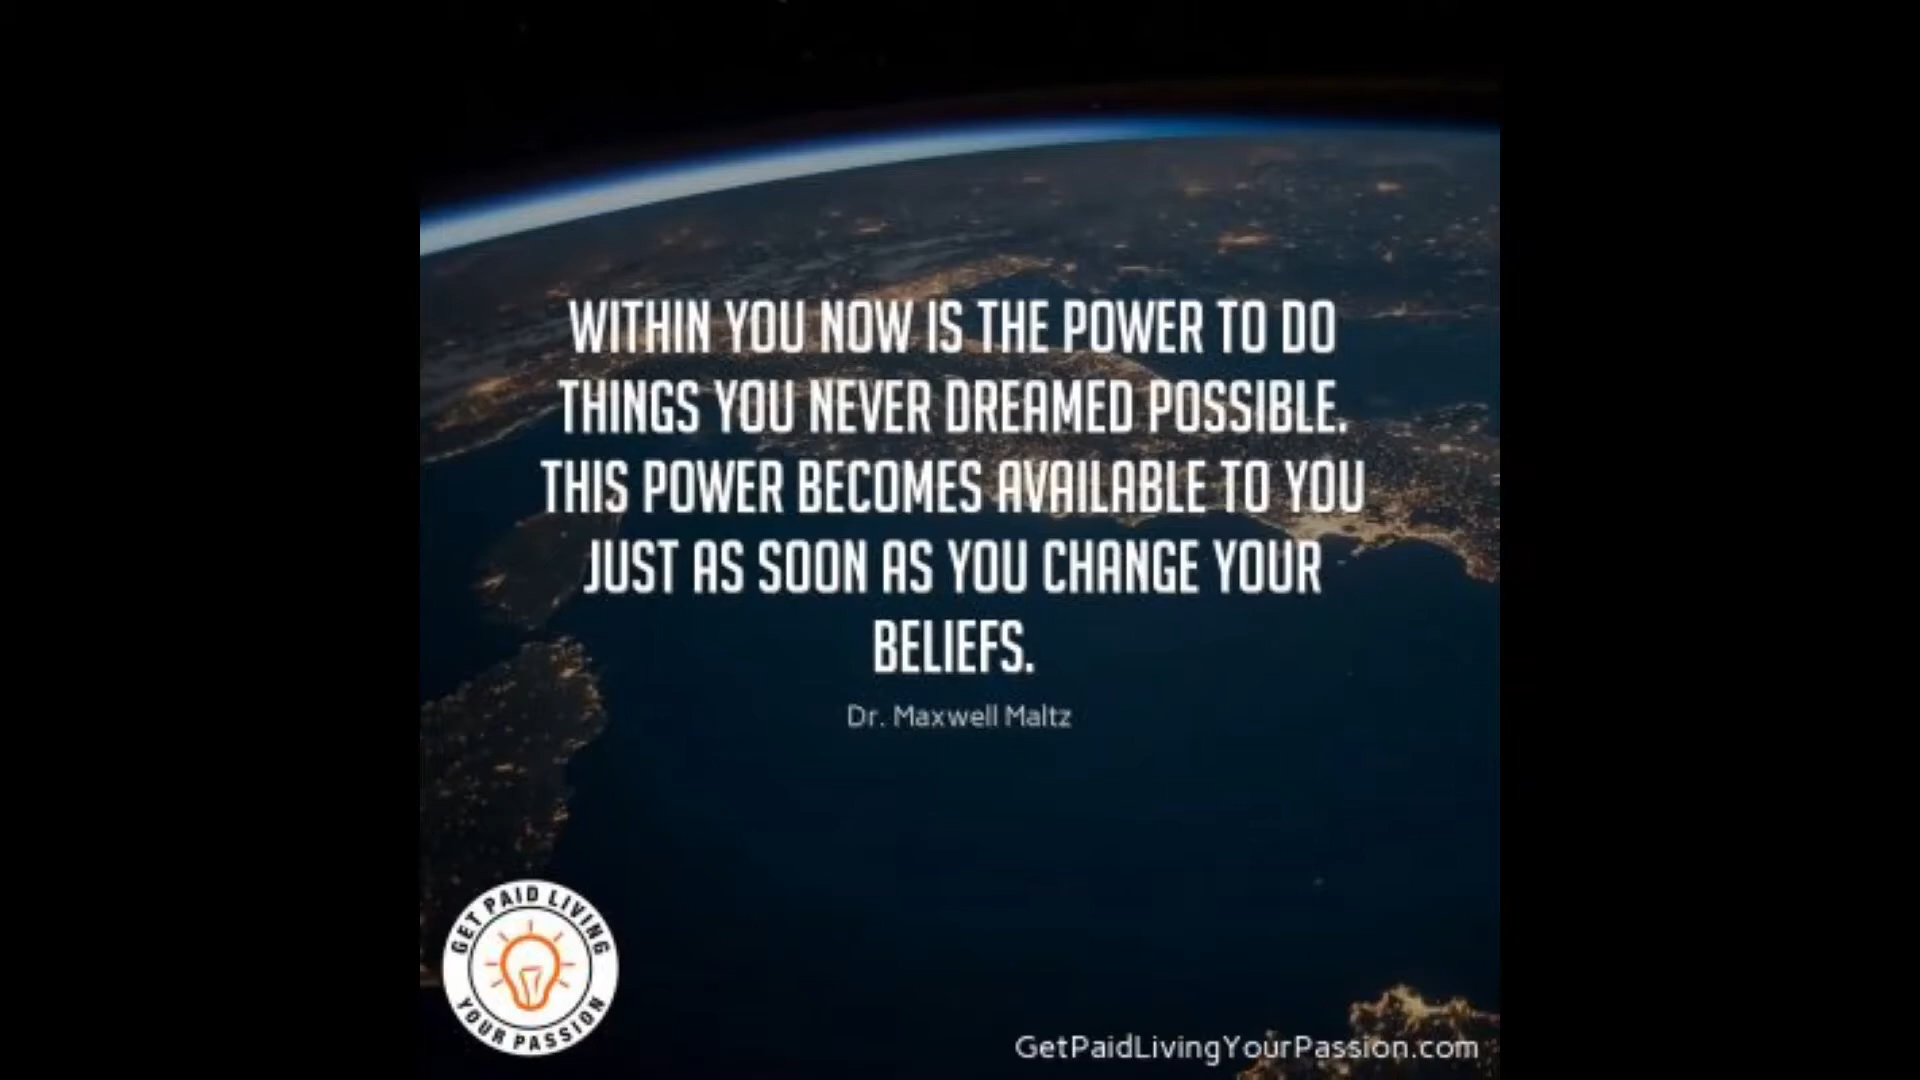 WITHIN YOU NOW IS THE POWER TO DO
THINGS YOU NEVER DREAMED POSSIBLE.
THIS POWER BECOMES AVAILABLE TO YOU
JUST AS SOON AS YOU CHANGE YOUR
BELIEFS.
Dr. Maxwell Maltz
GET PAID LIVING
YOUR PASSION
GetPaidLivingYourPassion.com